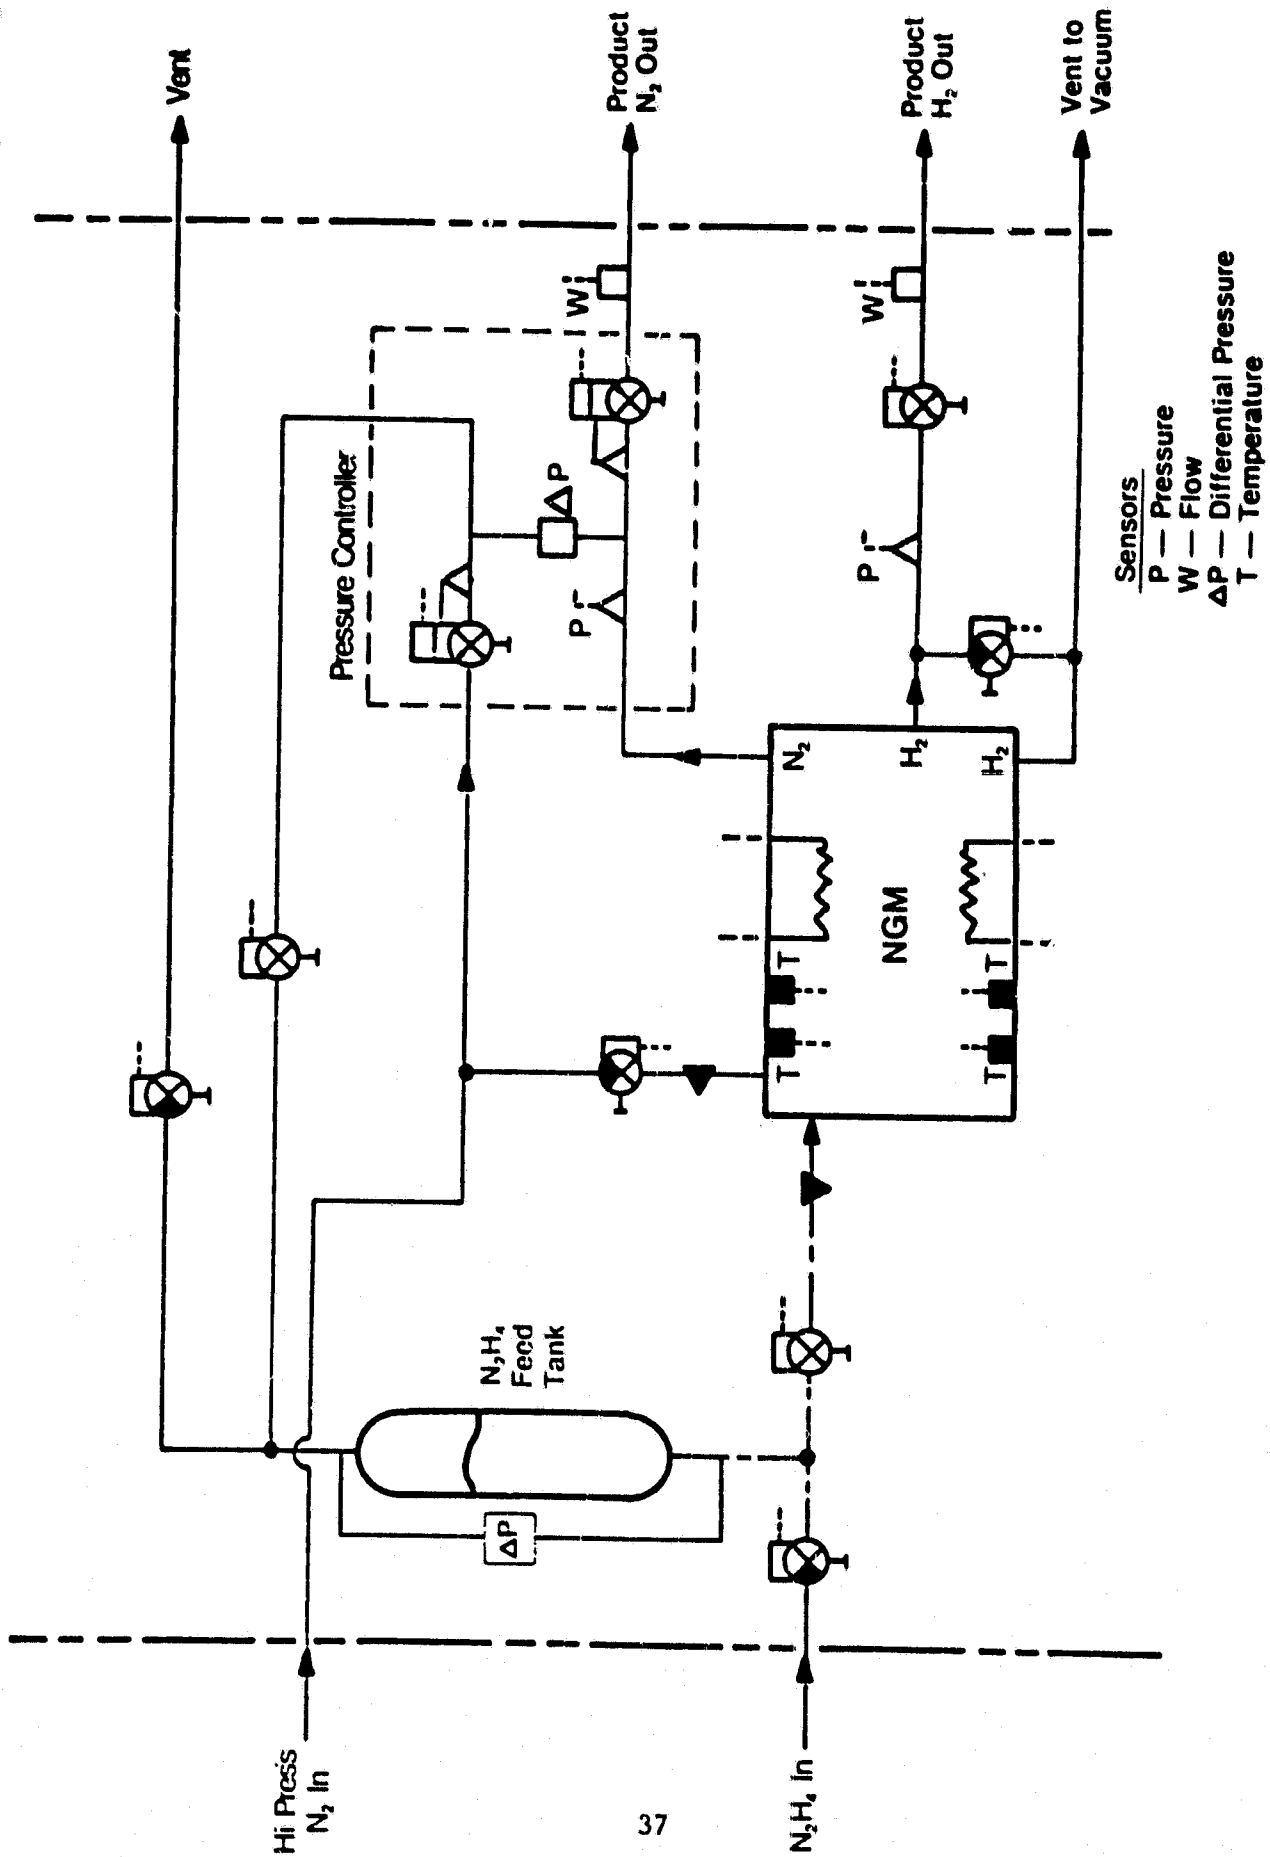 Vent
Product
N₂ Out
Product
H₂ Out
Vent to
Vacuum
Pressure Controller
W
W
ΔP
P
P
Sensors
P — Pressure
W — Flow
ΔP — Differential Pressure
T — Temperature
N₂
H₂
H₂
NGM
T
T
T
T
N₂H₄
Feed
Tank
ΔP
Hi Press
N₂ In
N₂H₄ In
37